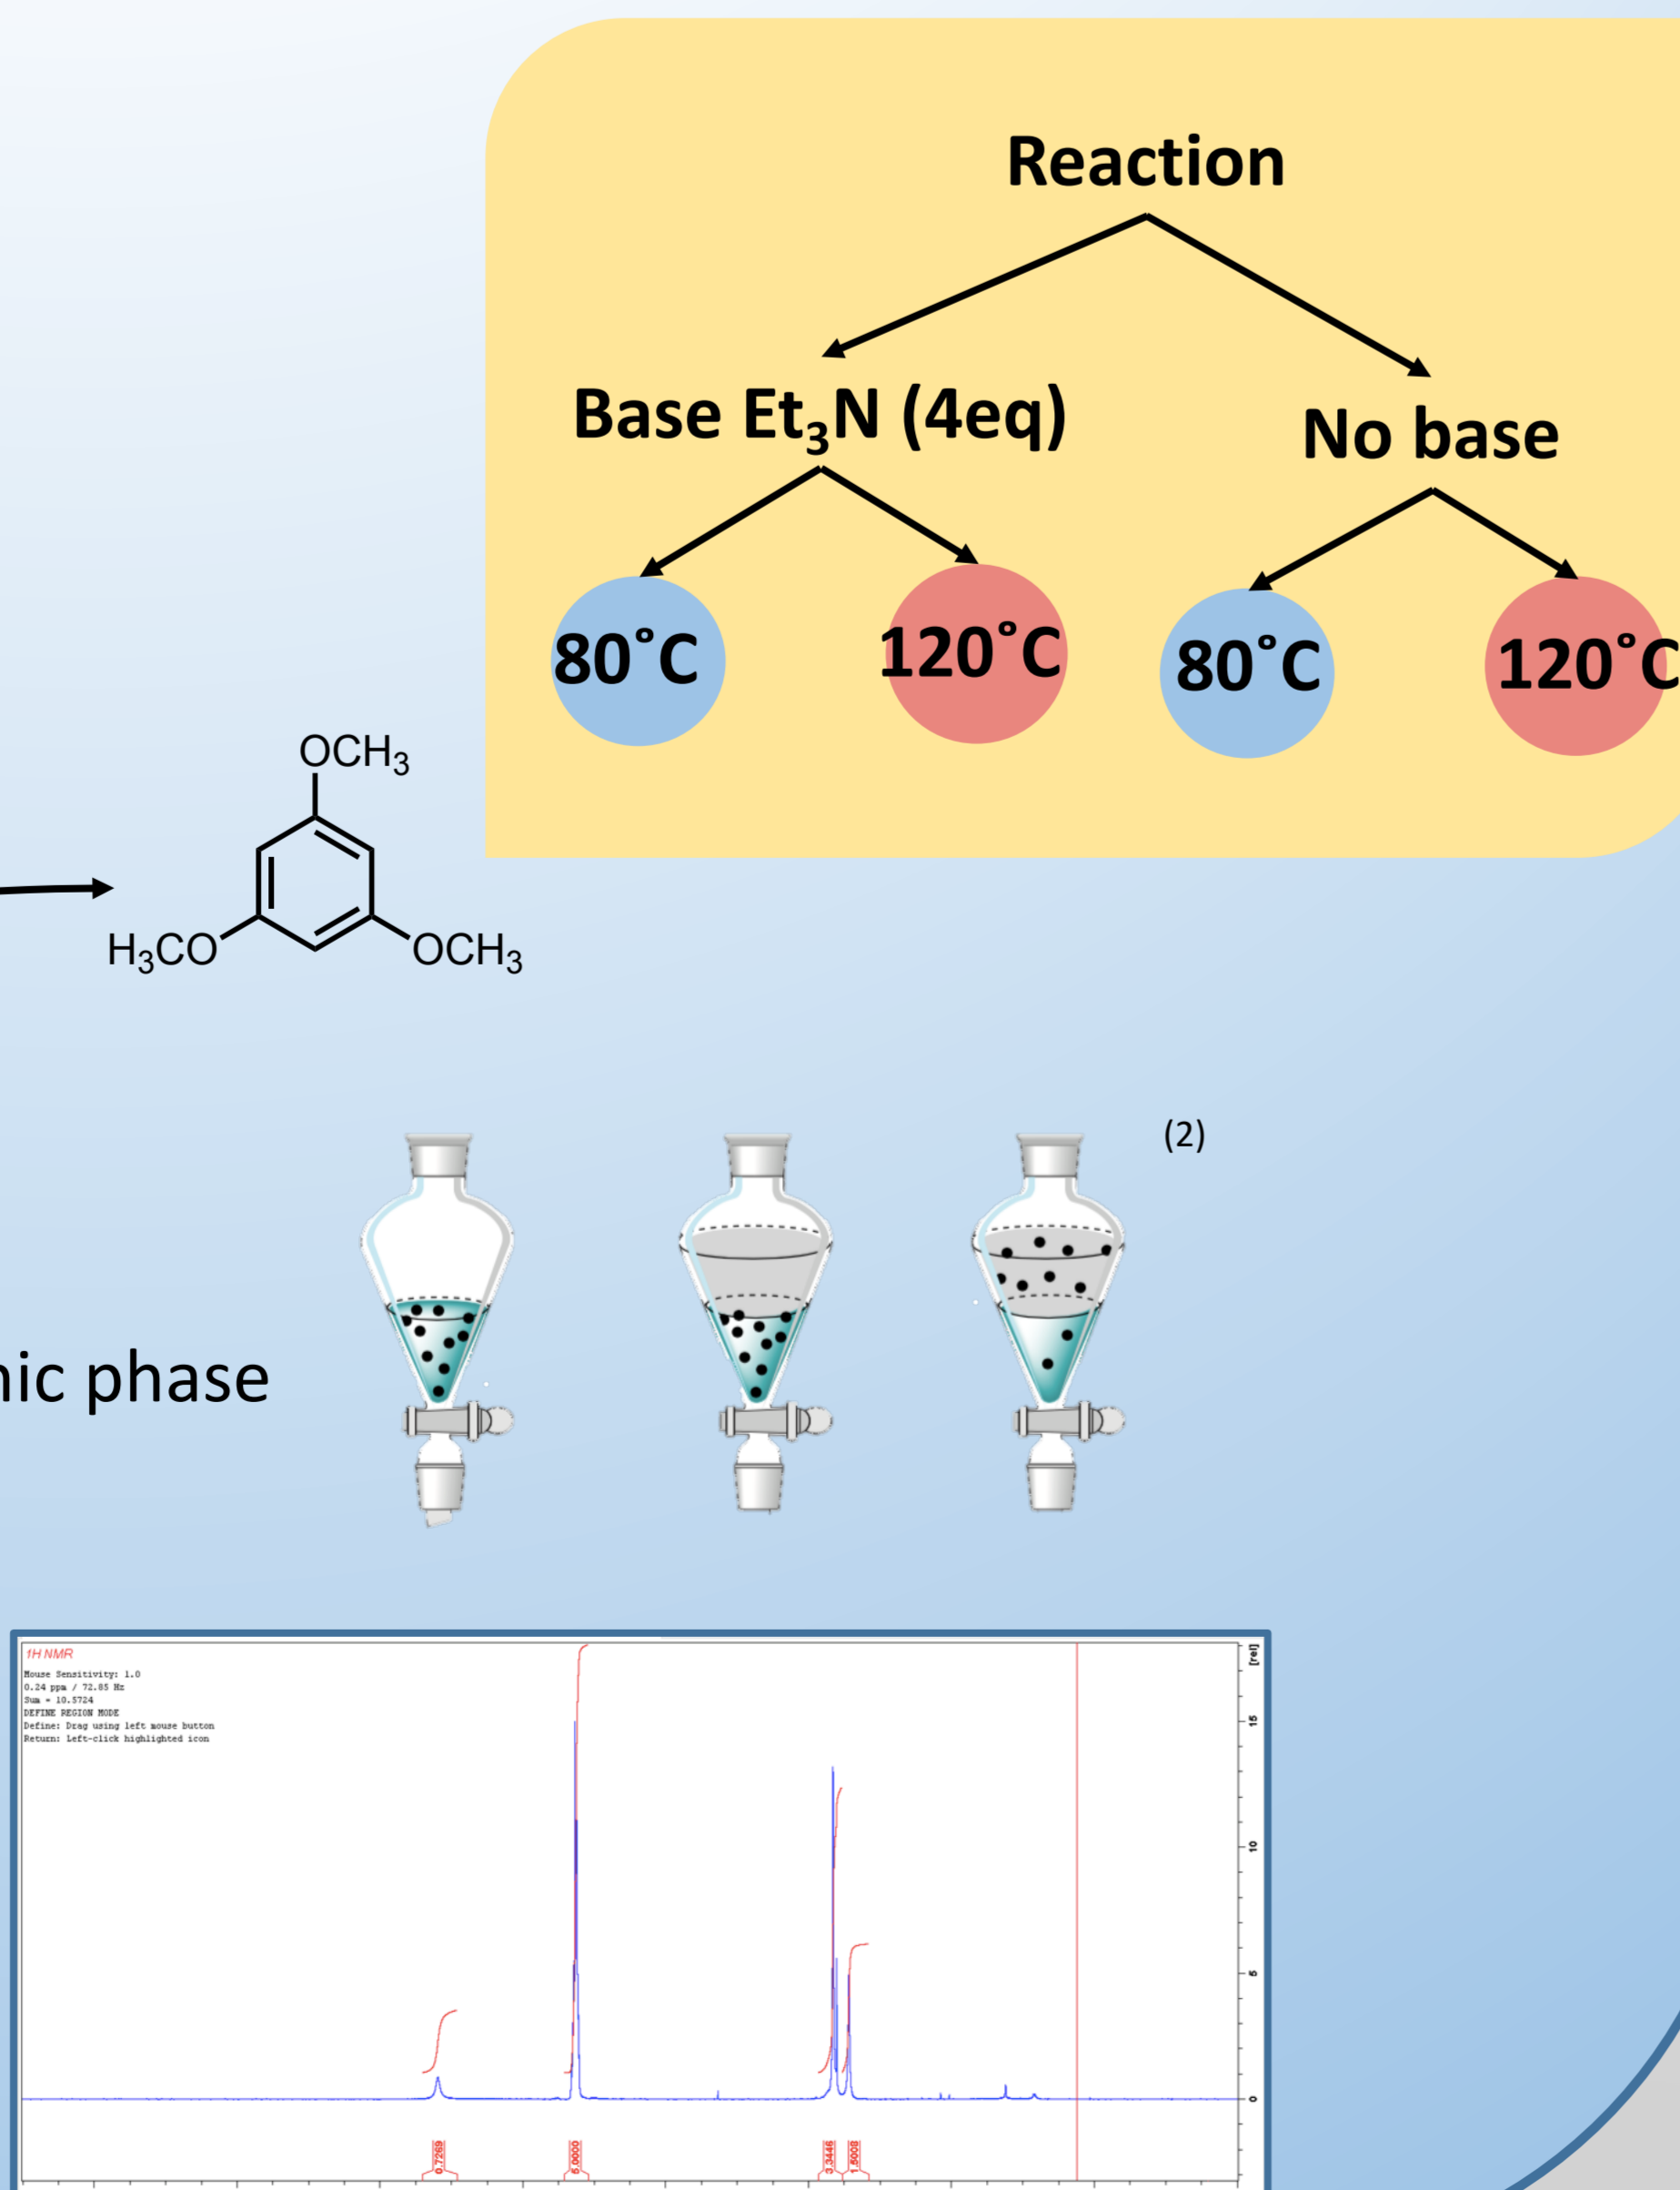 Reaction
Base Et₃N (4eq)
No base
80°C
120°C
80°C
120°C
OCH₃
H₃CO
OCH₃
(2)
nic phase
1H NMR
Mouse Sensitivity: 1.0
0.24 ppm / 72.85 Hz
Sum = 10.5724
DEFINE REGION MODE
Define: Drag using left mouse button
Return: Left-click highlighted icon
[rel]
15
10
5
0
0.7269
5.0000
3.3446
1.5008